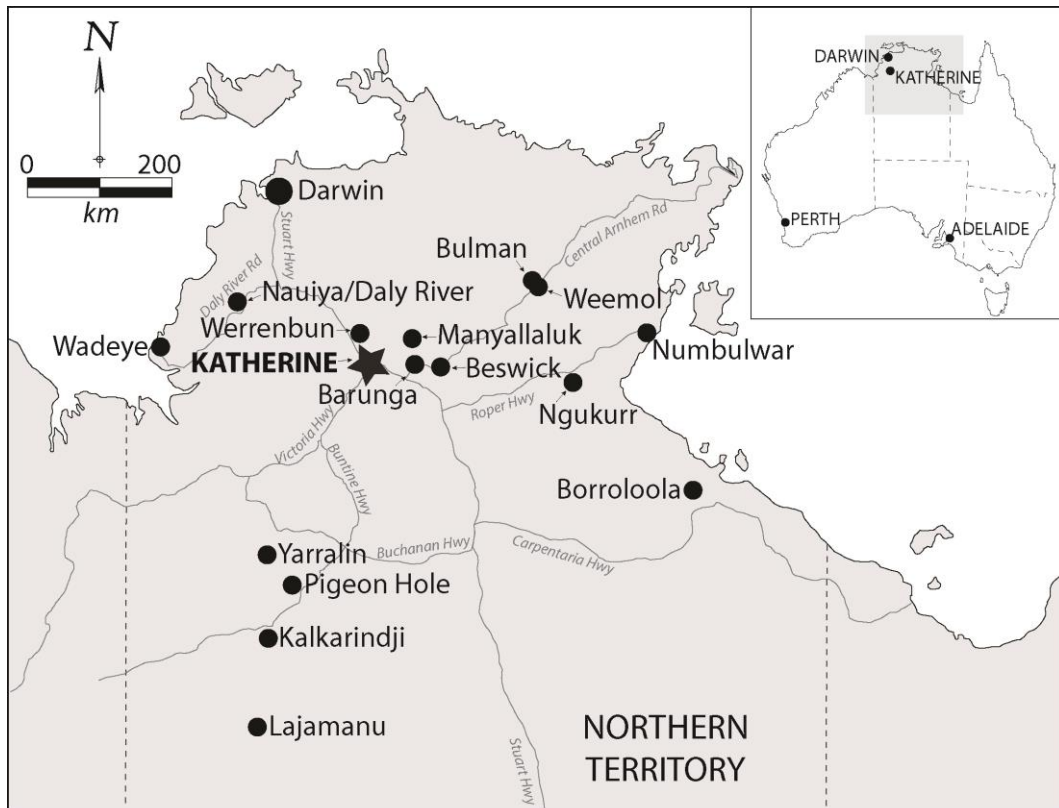 N
0 200
km
Darwin
Stuart Hwy
Central Arnhem Rd
Bulman
Weemol
Daly River Rd
Nauiya/Daly River
Werrenbun
Manyallaluk
Wadeye
KATHERINE
Beswick
Numbulwar
Barunga
Ngukurr
Roper Hwy
Victoria Hwy
Buntine Hwy
Borroloola
Buchanan Hwy
Carpentaria Hwy
Yarralin
Pigeon Hole
Kalkarindji
Lajamanu
Stuart Hwy
NORTHERN
TERRITORY
DARWIN
KATHERINE
PERTH
ADELAIDE